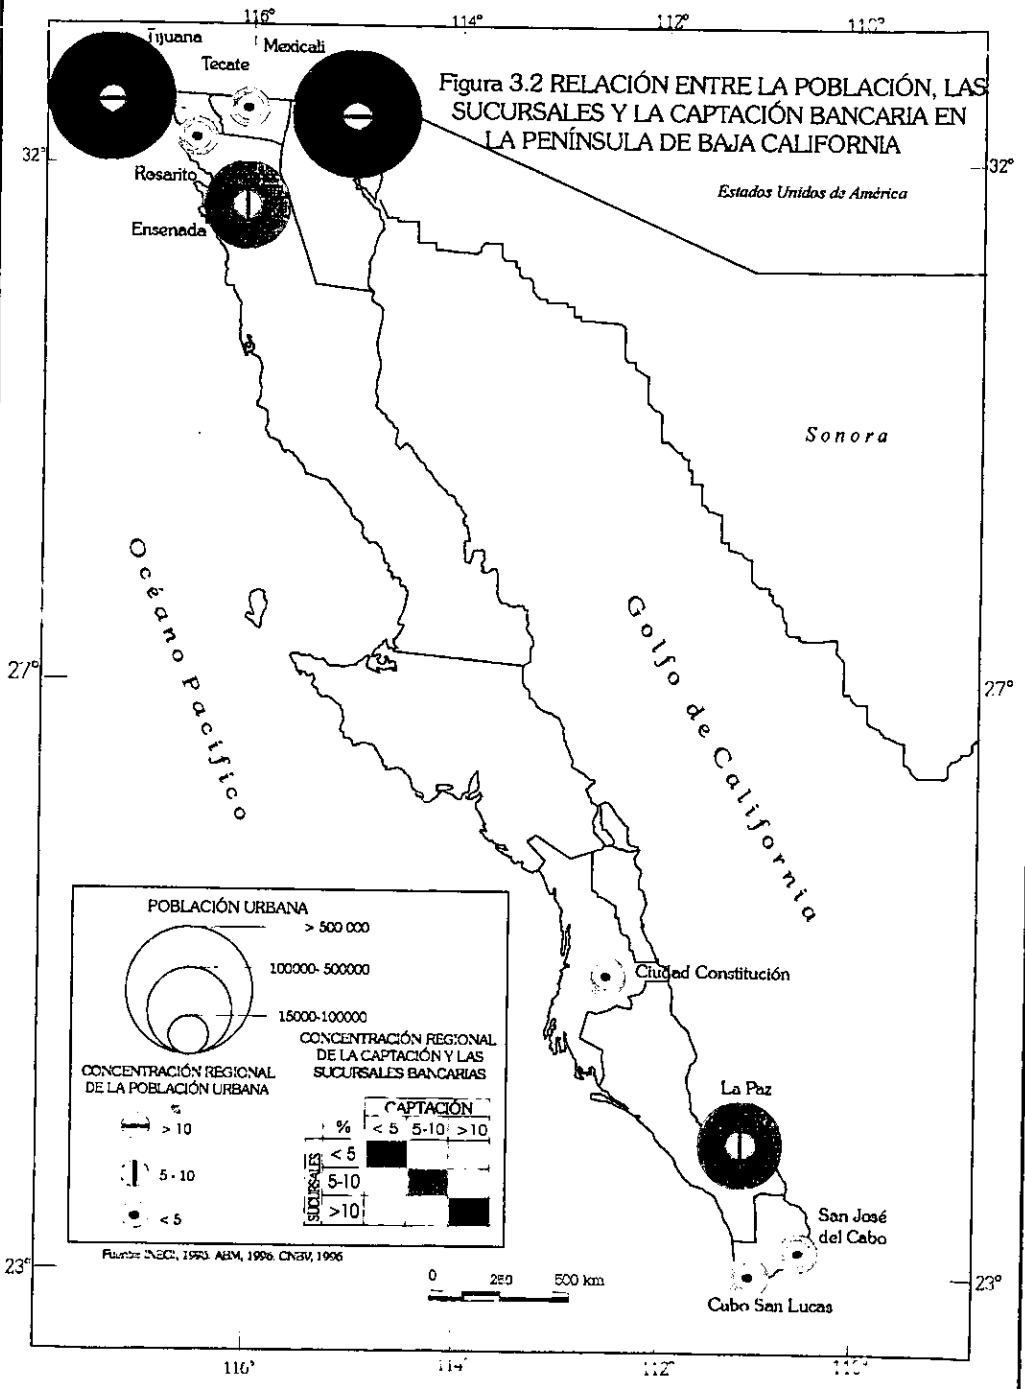 116°
114°
112°
Tijuana
Mexicali
Tecate
Figura 3.2 RELACIÓN ENTRE LA POBLACIÓN, LAS
SUCURSALES Y LA CAPTACIÓN BANCARIA EN
LA PENÍNSULA DE BAJA CALIFORNIA
32°
32°
Rosarito
Estados Unidos de América
Ensenada
Sonora
Océano Pacífico
Golfo de California
27°
27°
POBLACIÓN URBANA
> 500 000
100000- 500000
15000-100000
CONCENTRACIÓN REGIONAL
DE LA POBLACIÓN URBANA
%
> 10
5 - 10
< 5
CONCENTRACIÓN REGIONAL
DE LA CAPTACIÓN Y LAS
SUCURSALES BANCARIAS
CAPTACIÓN
% < 5 5-10 >10
SUCURSALES
< 5
5-10
>10
Ciudad Constitución
La Paz
San José
del Cabo
Cubo San Lucas
1996. CNBV, 1996
0 250 500 km
23°
23°
116°
114°
112°
110°